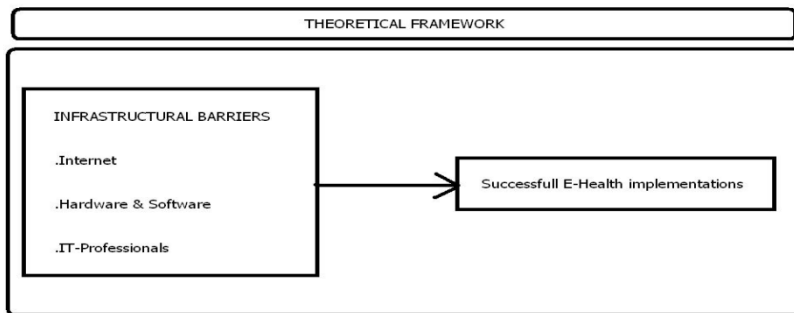 THEORETICAL FRAMEWORK
INFRASTRUCTURAL BARRIERS
.Internet
.Hardware & Software
.IT-Professionals
Successfull E-Health implementations